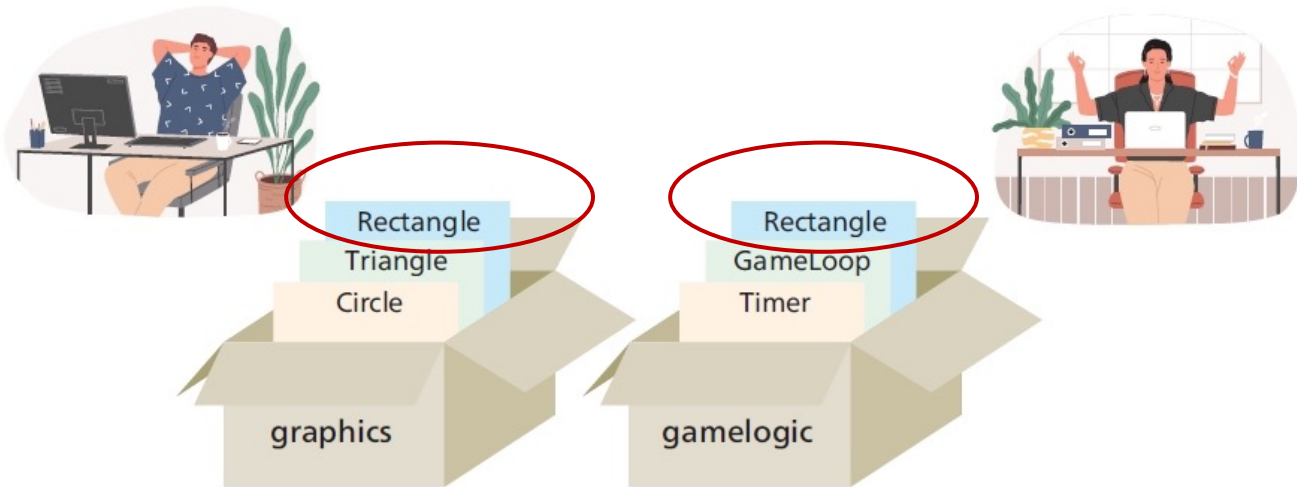 Rectangle
Triangle
Circle
graphics
Rectangle
GameLoop
Timer
gamelogic